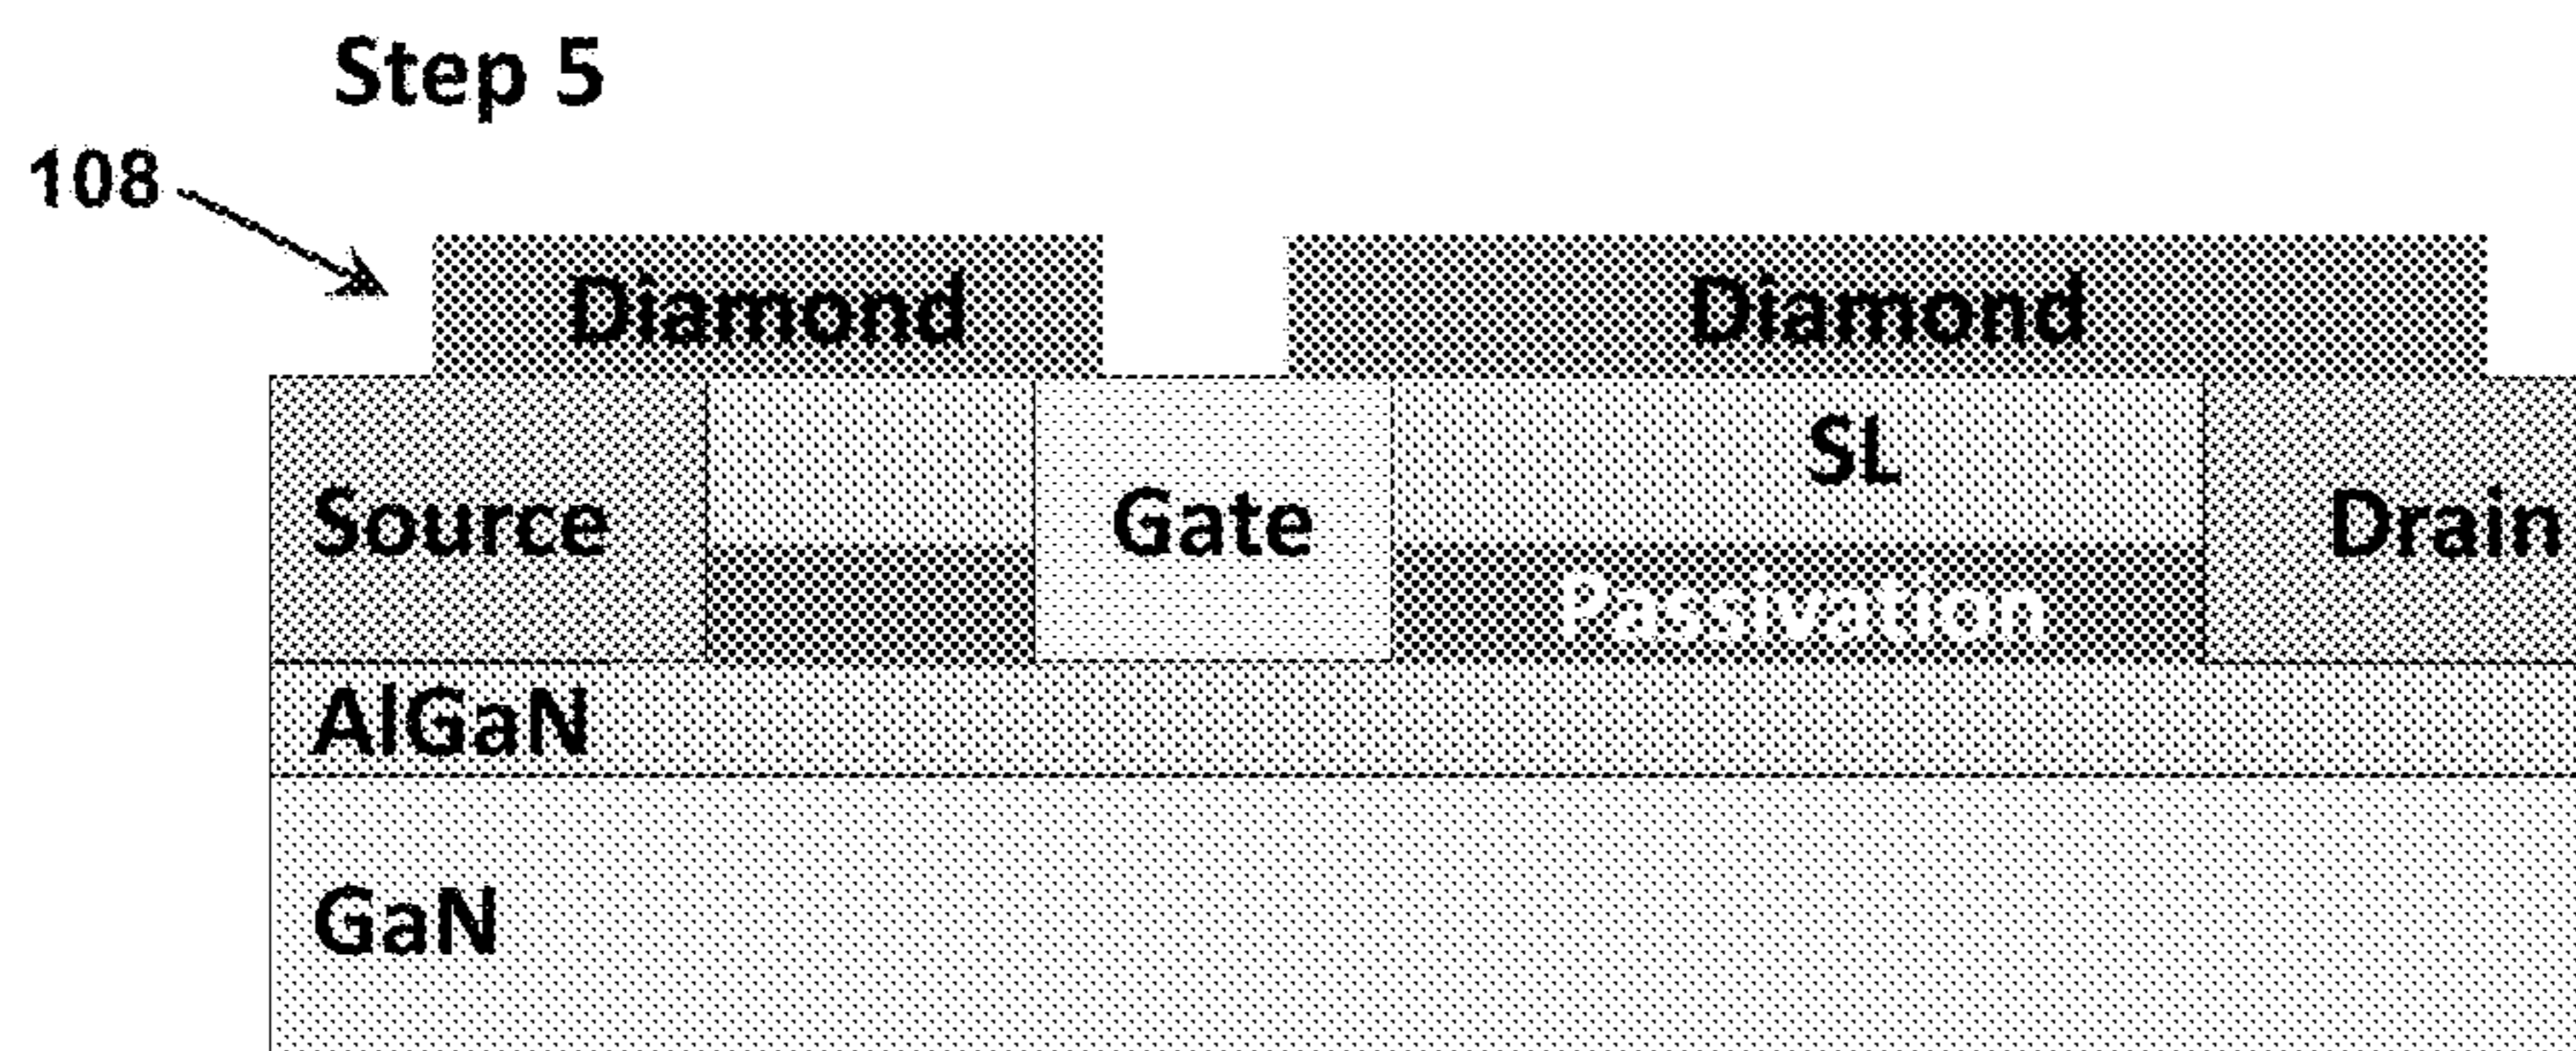 Step 5
108
Diamond
Diamond
SL
Source
Gate
Drain
Passivation
AlGaN
GaN